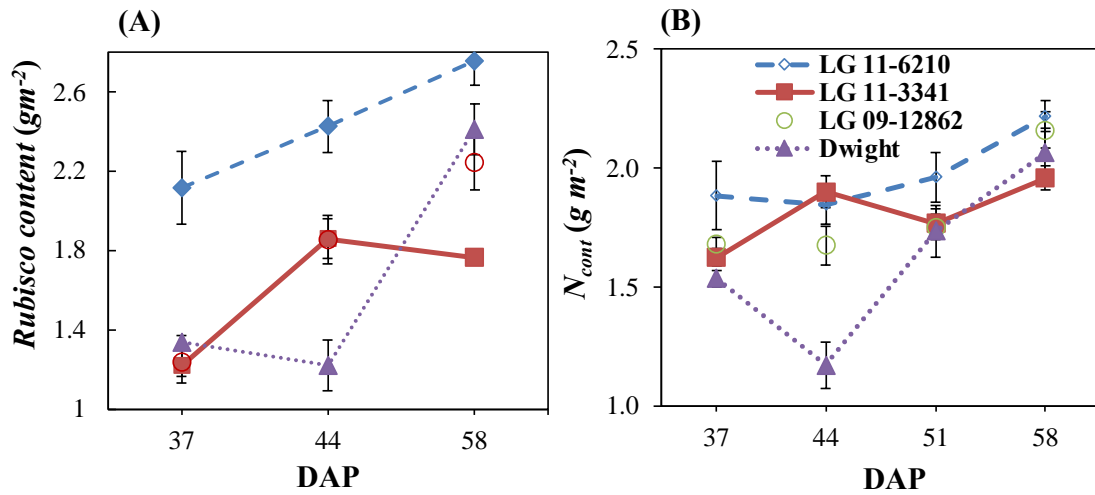 (A)
Rubisco content (gm-2)
2.6
2.2
1.8
1.4
1
37 44 58
DAP
(B)
Ncont (g m-2)
2.5
2.0
1.5
1.0
LG 11-6210
LG 11-3341
LG 09-12862
Dwight
37 44 51 58
DAP